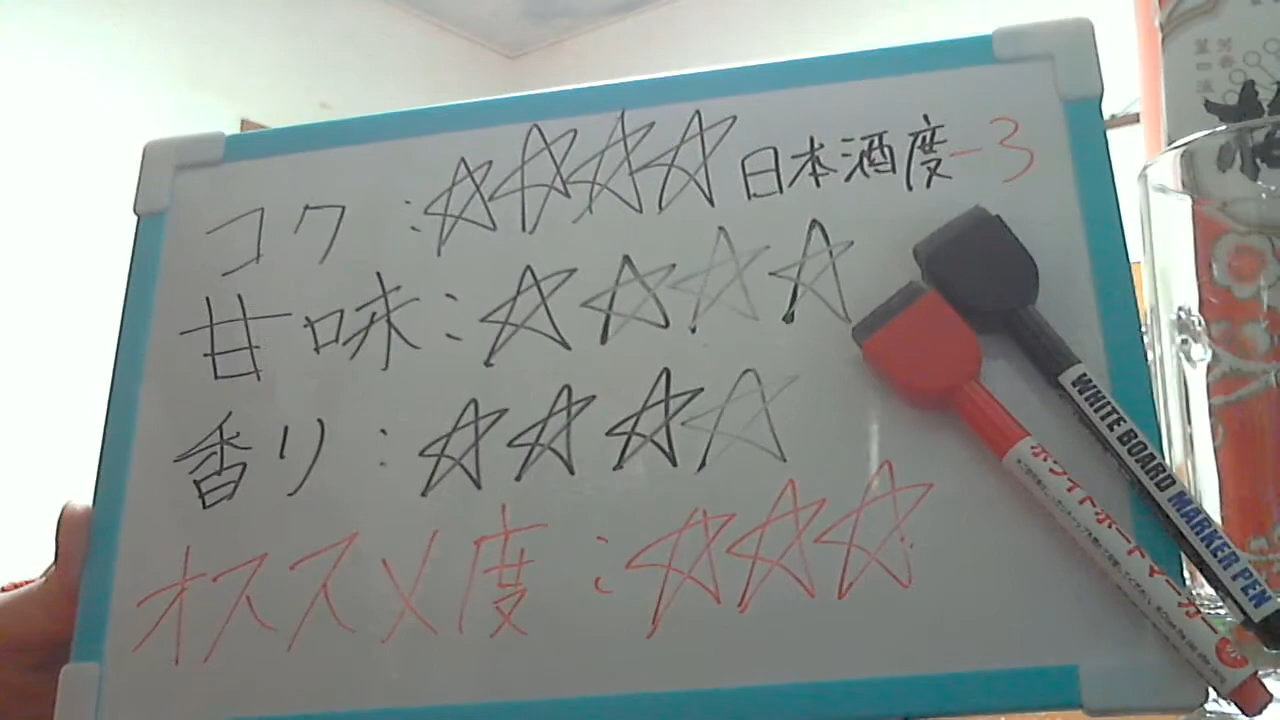 コク：☆☆☆☆ 日本酒度-3
甘味：☆☆☆☆
香り：☆☆☆☆
オススメ度：☆☆☆
WHITE BOARD MARKER PEN
ホワイトボードマーカー